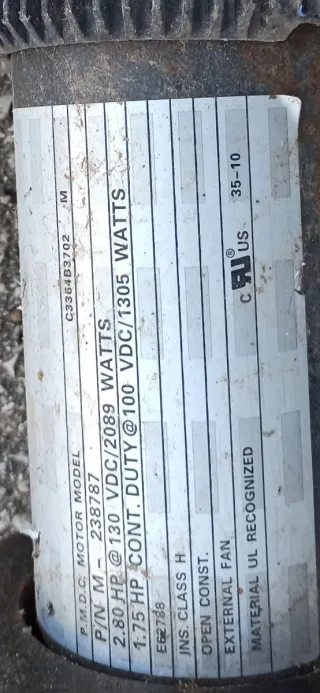 P.M.D.C. MOTOR MODEL C3364B3702 M
P/N M- 238787
2.80 HP @ 130 VDC/2089 WATTS
1.75 HP CONT. DUTY @ 100 VDC/1305 WATTS
E62788
INS. CLASS H
OPEN CONST.
EXTERNAL FAN 35-10
MATERIAL UL RECOGNIZED C RU® US